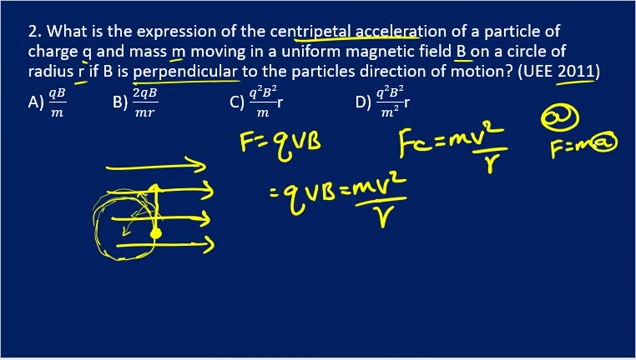 2. What is the expression of the centripetal acceleration of a particle of
charge q and mass m moving in a uniform magnetic field B on a circle of
radius r if B is perpendicular to the particles direction of motion? (UEE 2011)
A) qB/m B) 2qB/mr C) q²B²/m r D) q²B²/m² r
F = qVB Fc = mv²/r a
F = ma
= qVB = mv²/r